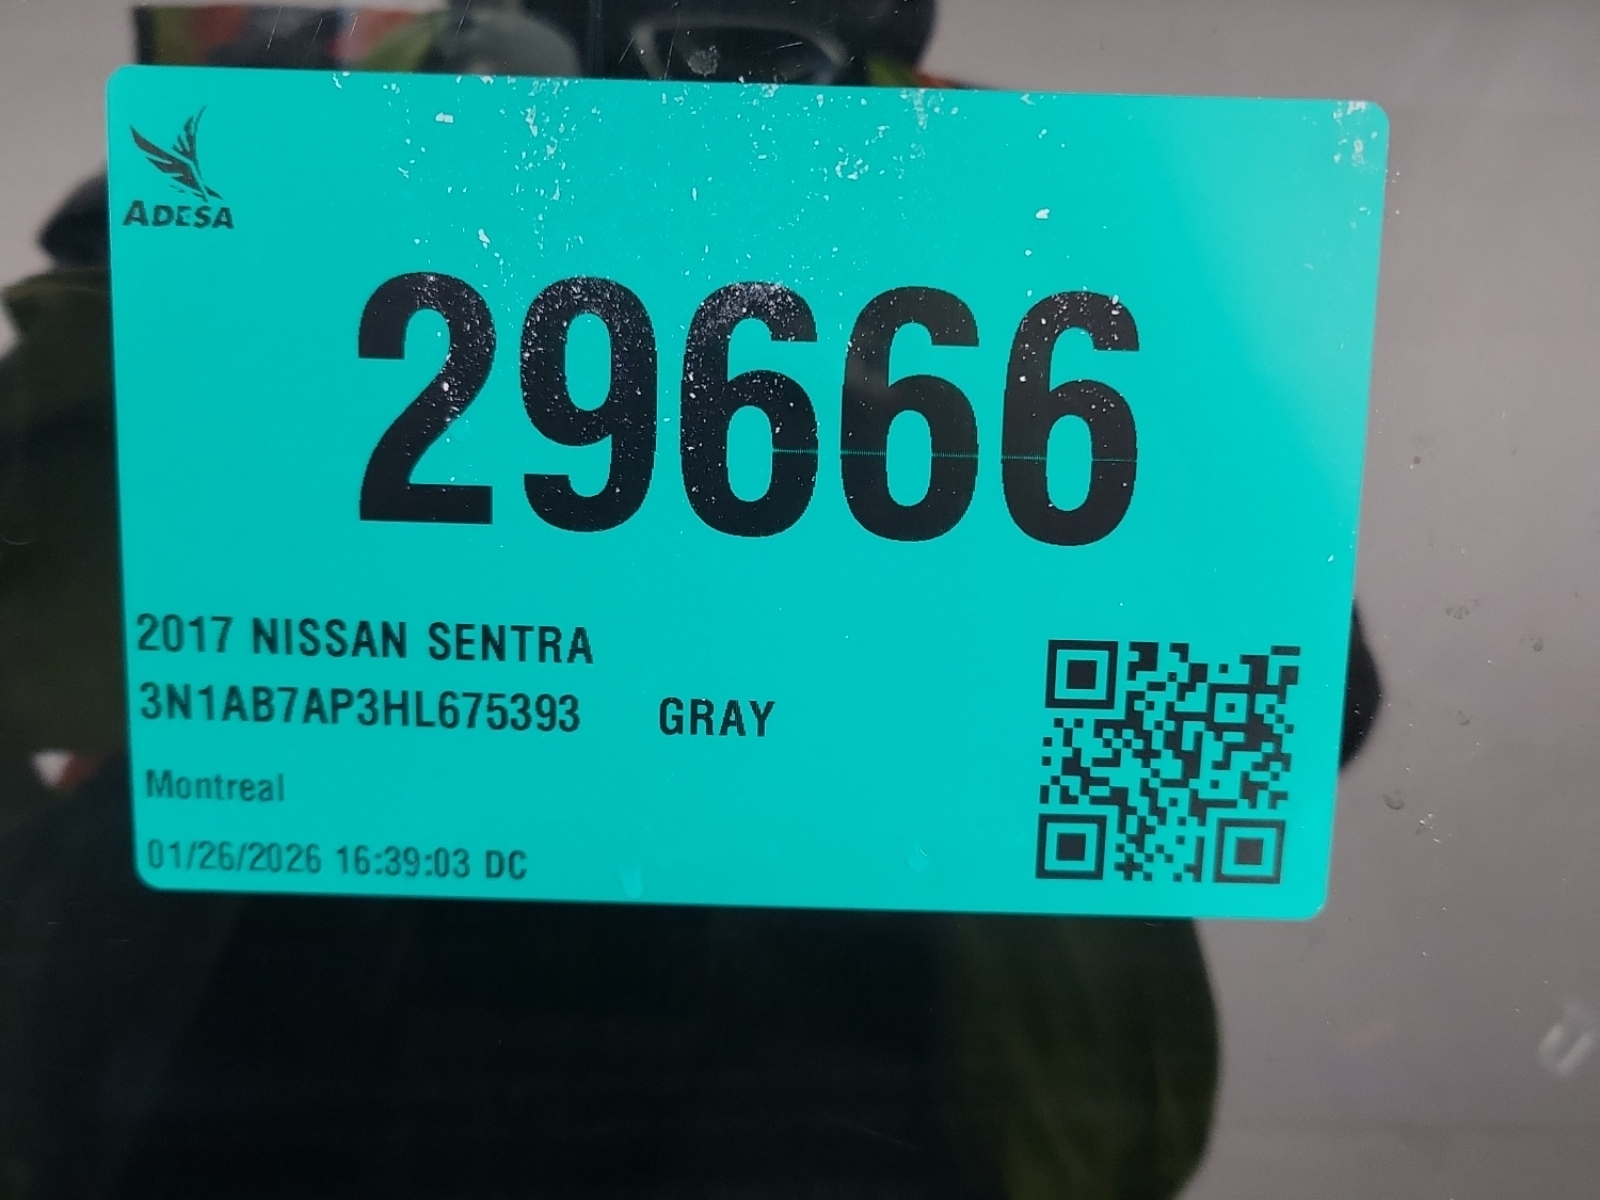 ADESA
29666
2017 NISSAN SENTRA
3N1AB7AP3HL675393 GRAY
Montreal
01/26/2026 16:39:03 DC